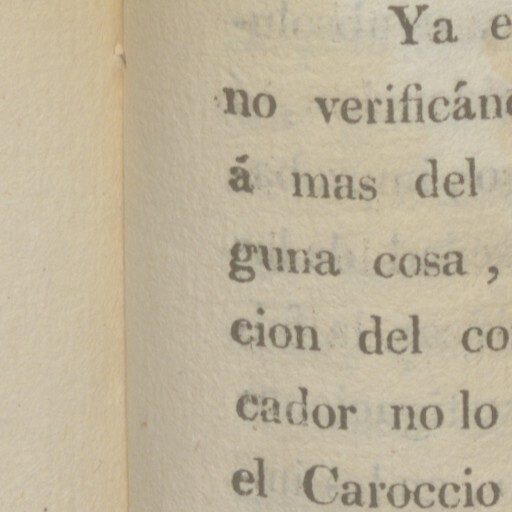 Ya e
no verificánd
á mas del
guna cosa,
cion del co
cador no lo
el Caroccio